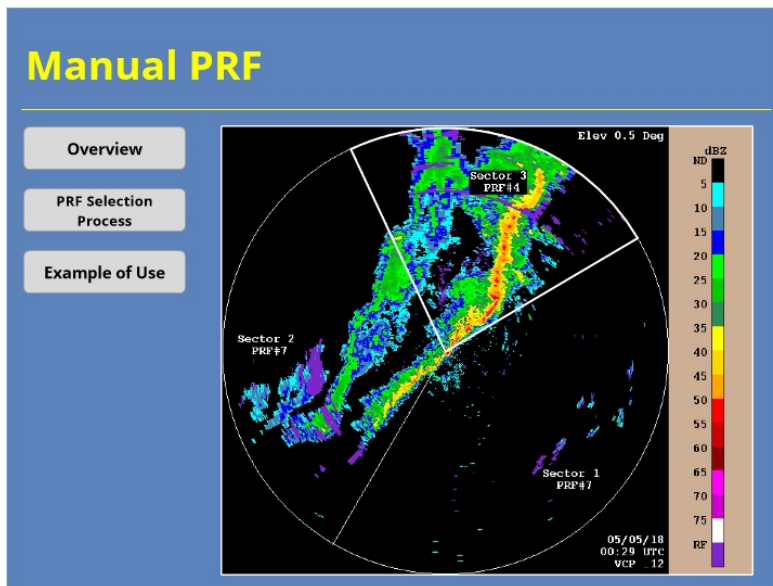 Manual PRF
Overview
PRF Selection
Process
Example of Use
Elev 0.5 Deg
Sector 3
PRF#4
Sector 2
PRF#7
Sector 1
PRF#7
05/05/18
00:29 UTC
VCP 12
dBZ
ND
5
10
15
20
25
30
35
40
45
50
55
60
65
70
75
RF